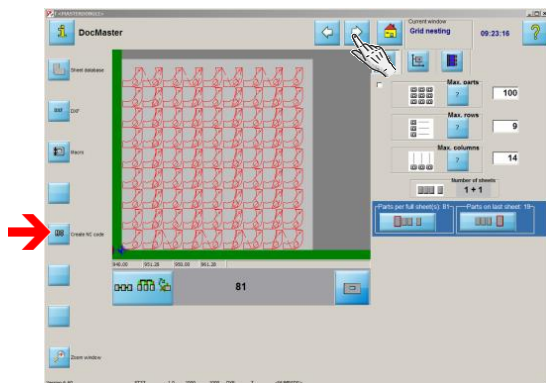 DocMaster
Current window
Grid nesting
09:23:16
?
Sheet database
DXF
Macro
Create NC code
Zoom window
Max. parts
?
100
Max. rows
?
9
Max. columns
?
14
Number of sheets
1 + 1
Parts per full sheet(s): 81
Parts on last sheet: 19
81